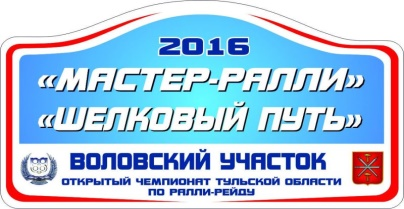 2016
«МАСТЕР-РАЛЛИ»
«ШЕЛКОВЫЙ ПУТЬ»
ВОЛОВСКИЙ УЧАСТОК
ОТКРЫТЫЙ ЧЕМПИОНАТ ТУЛЬСКОЙ ОБЛАСТИ
ПО РАЛЛИ-РЕЙДУ